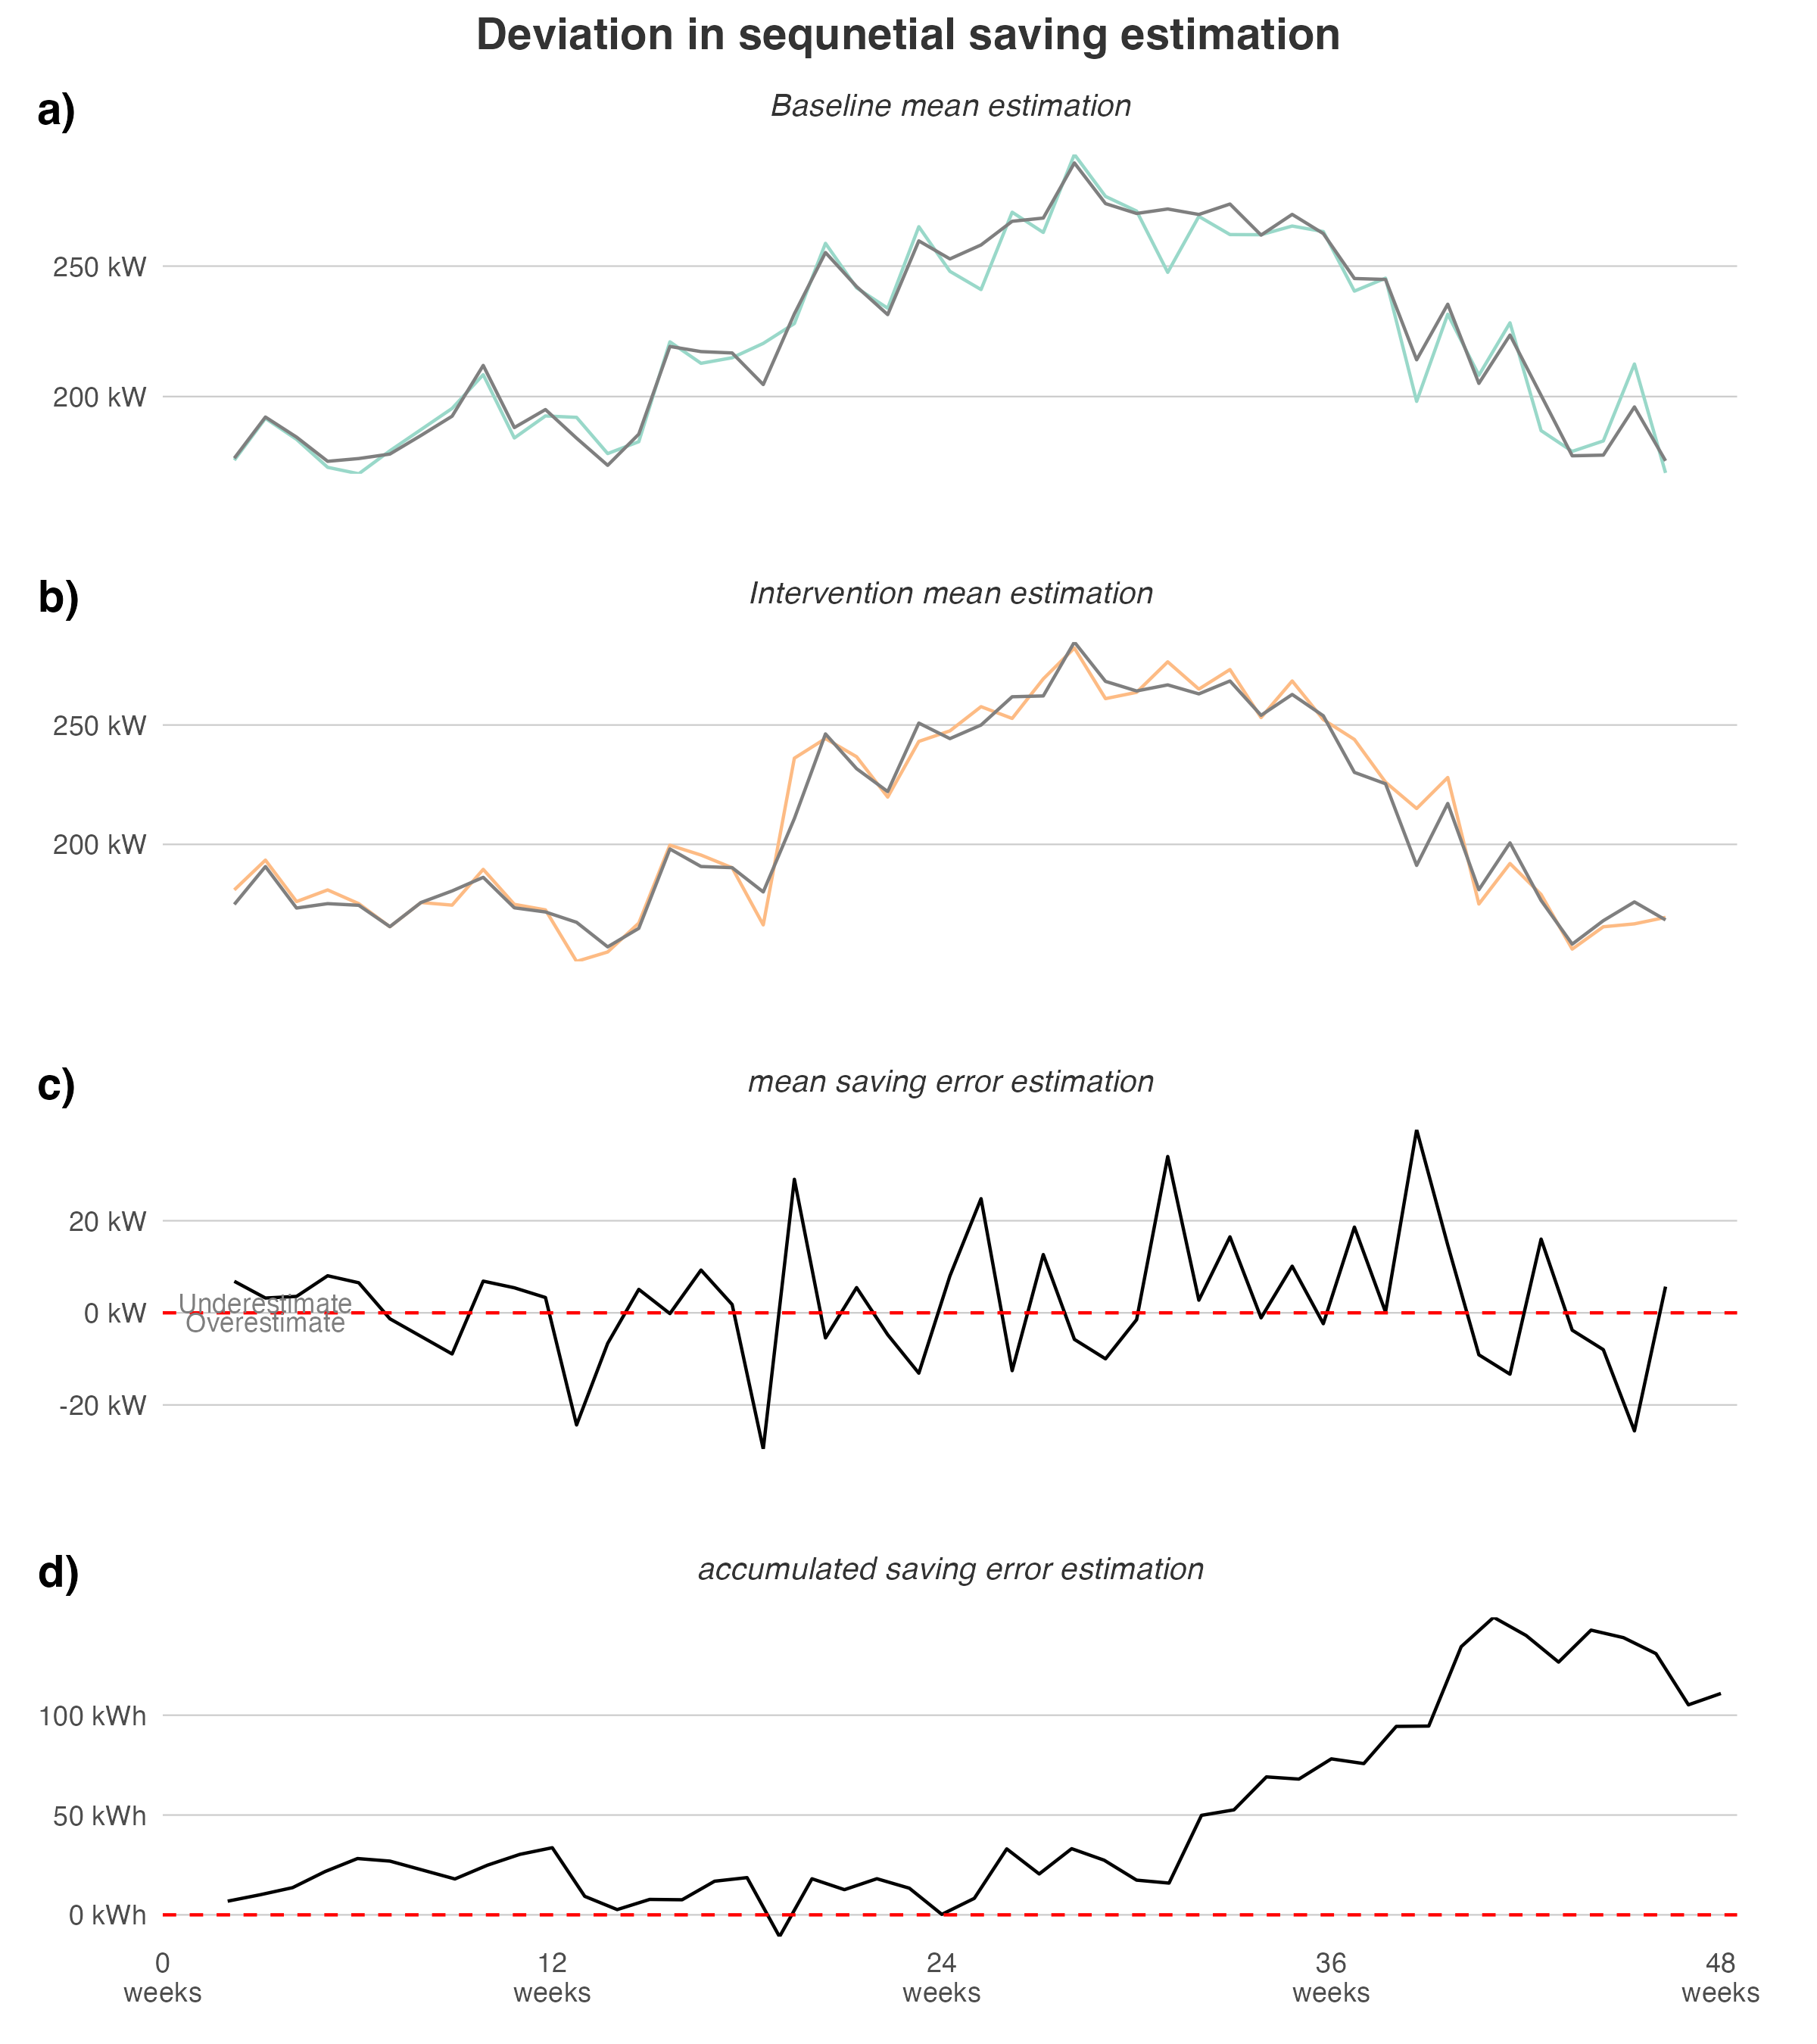 Deviation in sequnetial saving estimation
a)
Baseline mean estimation
250 kW
200 kW
b)
Intervention mean estimation
250 kW
200 kW
c)
mean saving error estimation
20 kW
Underestimate
0 kW
Overestimate
-20 kW
d)
accumulated saving error estimation
100 kWh
50 kWh
0 kWh
0 12 24 36 48
weeks weeks weeks weeks weeks